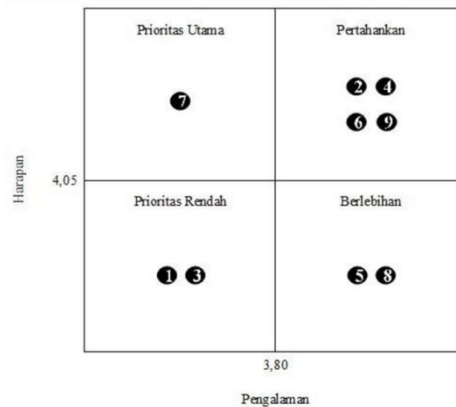 Prioritas Utama
Pertahankan
7
2 4
6 9
Harapan
4,05
Prioritas Rendah
Berlebihan
1 3
5 8
3,80
Pengalaman